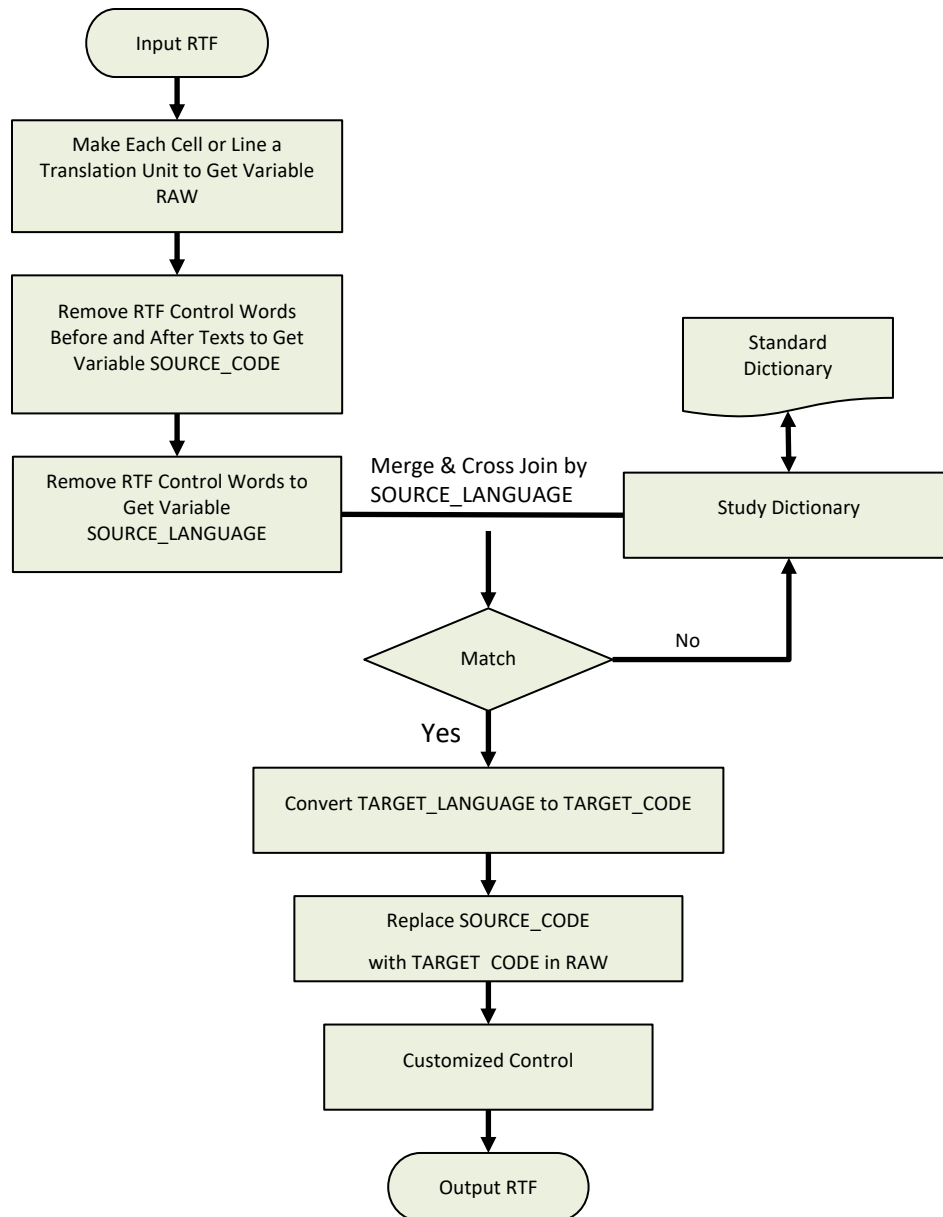 Input RTF
Make Each Cell or Line a
Translation Unit to Get Variable
RAW
Remove RTF Control Words
Before and After Texts to Get
Variable SOURCE_CODE
Standard
Dictionary
Remove RTF Control Words to
Get Variable
SOURCE_LANGUAGE
Merge & Cross Join by
SOURCE_LANGUAGE
Study Dictionary
Match
No
Yes
Convert TARGET_LANGUAGE to TARGET_CODE
Replace SOURCE_CODE
with TARGET_CODE in RAW
Customized Control
Output RTF